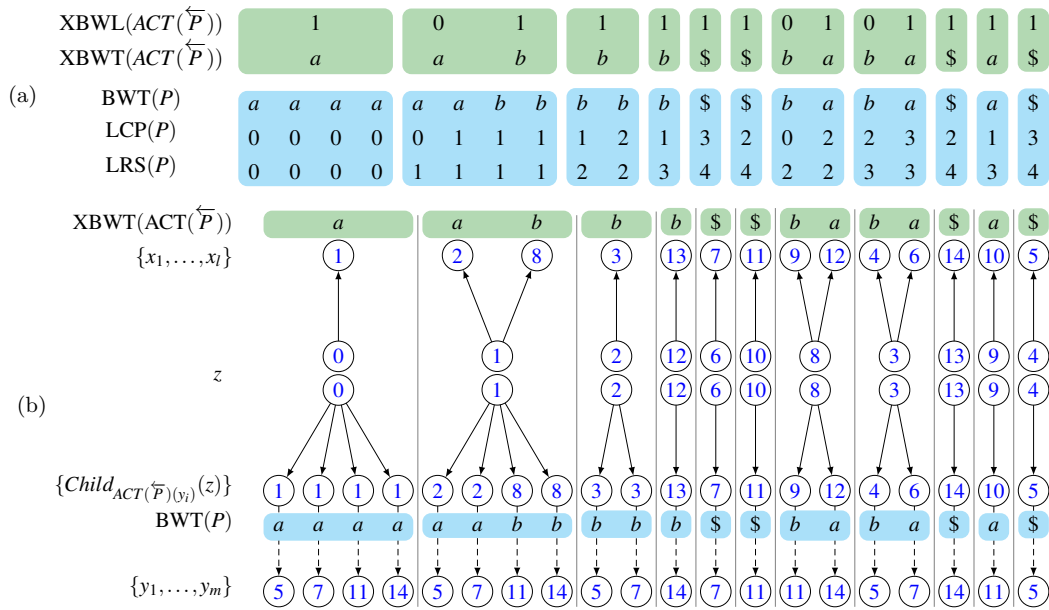 XBWL(ACT(←P)) 1 0 1 1 1 1 1 0 1 0 1 1 1 1
XBWT(ACT(←P)) a a b b b $ $ b a b a $ a $
(a)
BWT(P) a a a a a a b b b b b $ $ b a b a $ a $
LCP(P) 0 0 0 0 0 1 1 1 1 2 1 3 2 0 2 2 3 2 1 3
LRS(P) 0 0 0 0 1 1 1 1 2 2 3 4 4 2 2 3 3 4 3 4
XBWT(ACT(←P)) a a b b b $ $ b a b a $ a $
{x1,...,xl} 1 2 8 3 13 7 11 9 12 4 6 14 10 5
0 1 2 12 6 10 8 3 13 9 4
z
0 1 2 12 6 10 8 3 13 9 4
(b)
{Child_ACT(←P)(yi)(z)} 1 1 1 1 2 2 8 8 3 3 13 7 11 9 12 4 6 14 10 5
BWT(P) a a a a a a b b b b b $ $ b a b a $ a $
{y1,...,ym} 5 7 11 14 5 7 11 14 5 7 14 7 11 11 14 5 7 14 11 5